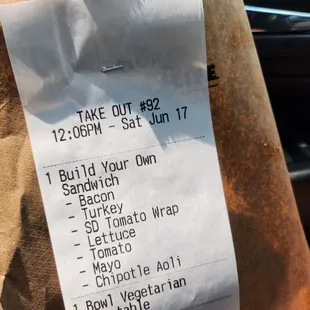 TAKE OUT #92
12:06PM - Sat Jun 17
1 Build Your Own
Sandwich
- Bacon
- Turkey
- SD Tomato Wrap
- Lettuce
- Tomato
- Mayo
- Chipotle Aoli
1 Bowl Vegetarian